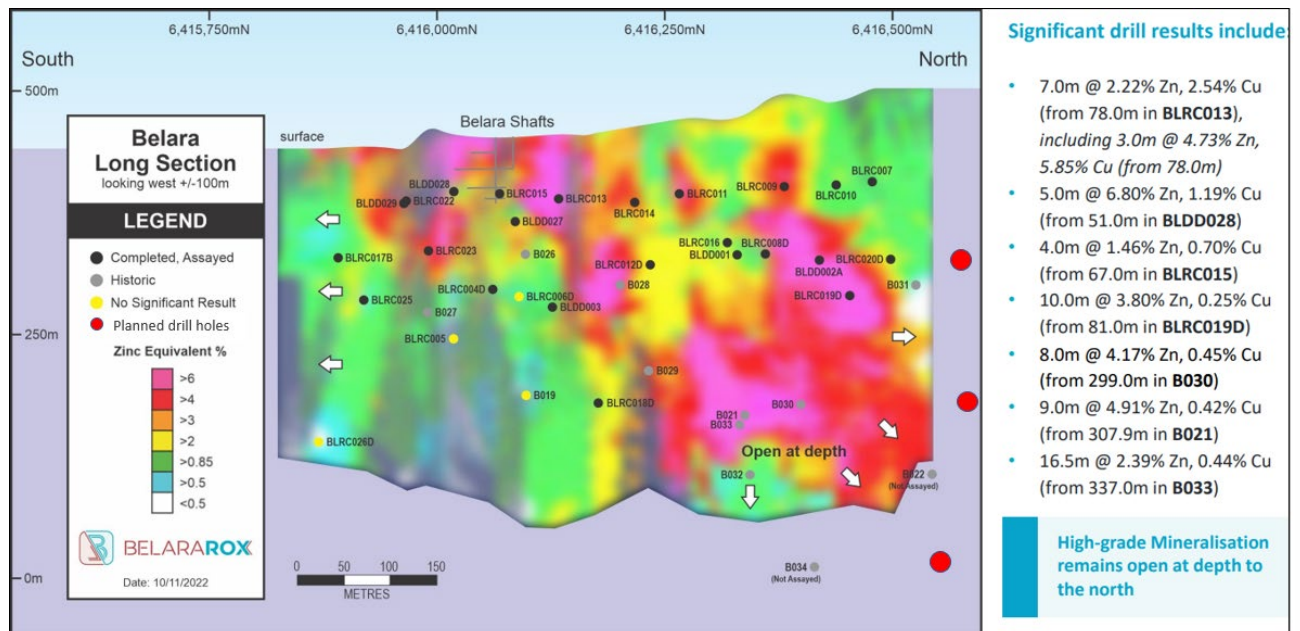 6,415,750mN
6,416,000mN
6,416,250mN
6,416,500mN
South
North
500m
250m
0m
surface
Belara Shafts
Belara
Long Section
looking west +/-100m
LEGEND
Completed, Assayed
Historic
No Significant Result
Planned drill holes
Zinc Equivalent %
>6
>4
>3
>2
>0.85
>0.5
<0.5
BELARAROX
Date: 10/11/2022
BLDD028
BLDD029
BLRC022
BLRC015
BLRC013
BLRC014
BLRC011
BLRC009
BLRC010
BLRC007
BLDD027
BLRC017B
BLRC023
B026
BLRC012D
BLRC016
BLDD001
BLRC008D
BLDD002A
BLRC020D
BLRC025
BLRC004D
BLRC006D
BLDD003
B028
BLRC019D
B031
B027
BLRC005
B029
B019
BLRC018D
B021
B033
B030
BLRC026D
Open at depth
B032
B022
(Not Assayed)
B034
(Not Assayed)
0 50 100 150
METRES
Significant drill results include:
• 7.0m @ 2.22% Zn, 2.54% Cu
(from 78.0m in BLRC013),
including 3.0m @ 4.73% Zn,
5.85% Cu (from 78.0m)
• 5.0m @ 6.80% Zn, 1.19% Cu
(from 51.0m in BLDD028)
• 4.0m @ 1.46% Zn, 0.70% Cu
(from 67.0m in BLRC015)
• 10.0m @ 3.80% Zn, 0.25% Cu
(from 81.0m in BLRC019D)
• 8.0m @ 4.17% Zn, 0.45% Cu
(from 299.0m in B030)
• 9.0m @ 4.91% Zn, 0.42% Cu
(from 307.9m in B021)
• 16.5m @ 2.39% Zn, 0.44% Cu
(from 337.0m in B033)
High-grade Mineralisation
remains open at depth to
the north